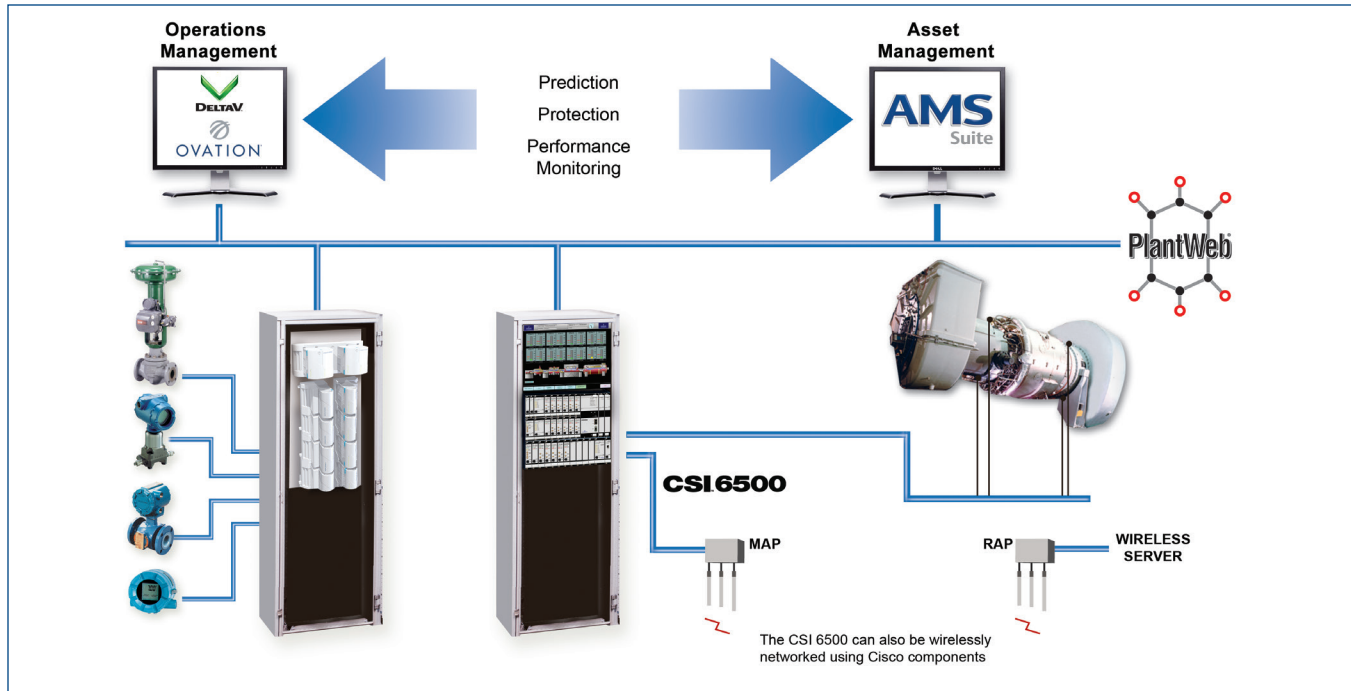 Operations
Management
Asset
Management
DELTAV
OVATION
Prediction
Protection
Performance
Monitoring
AMS
Suite
DELL
PlantWeb®
CSI 6500
MAP
RAP
WIRELESS
SERVER
The CSI 6500 can also be wirelessly
networked using Cisco components